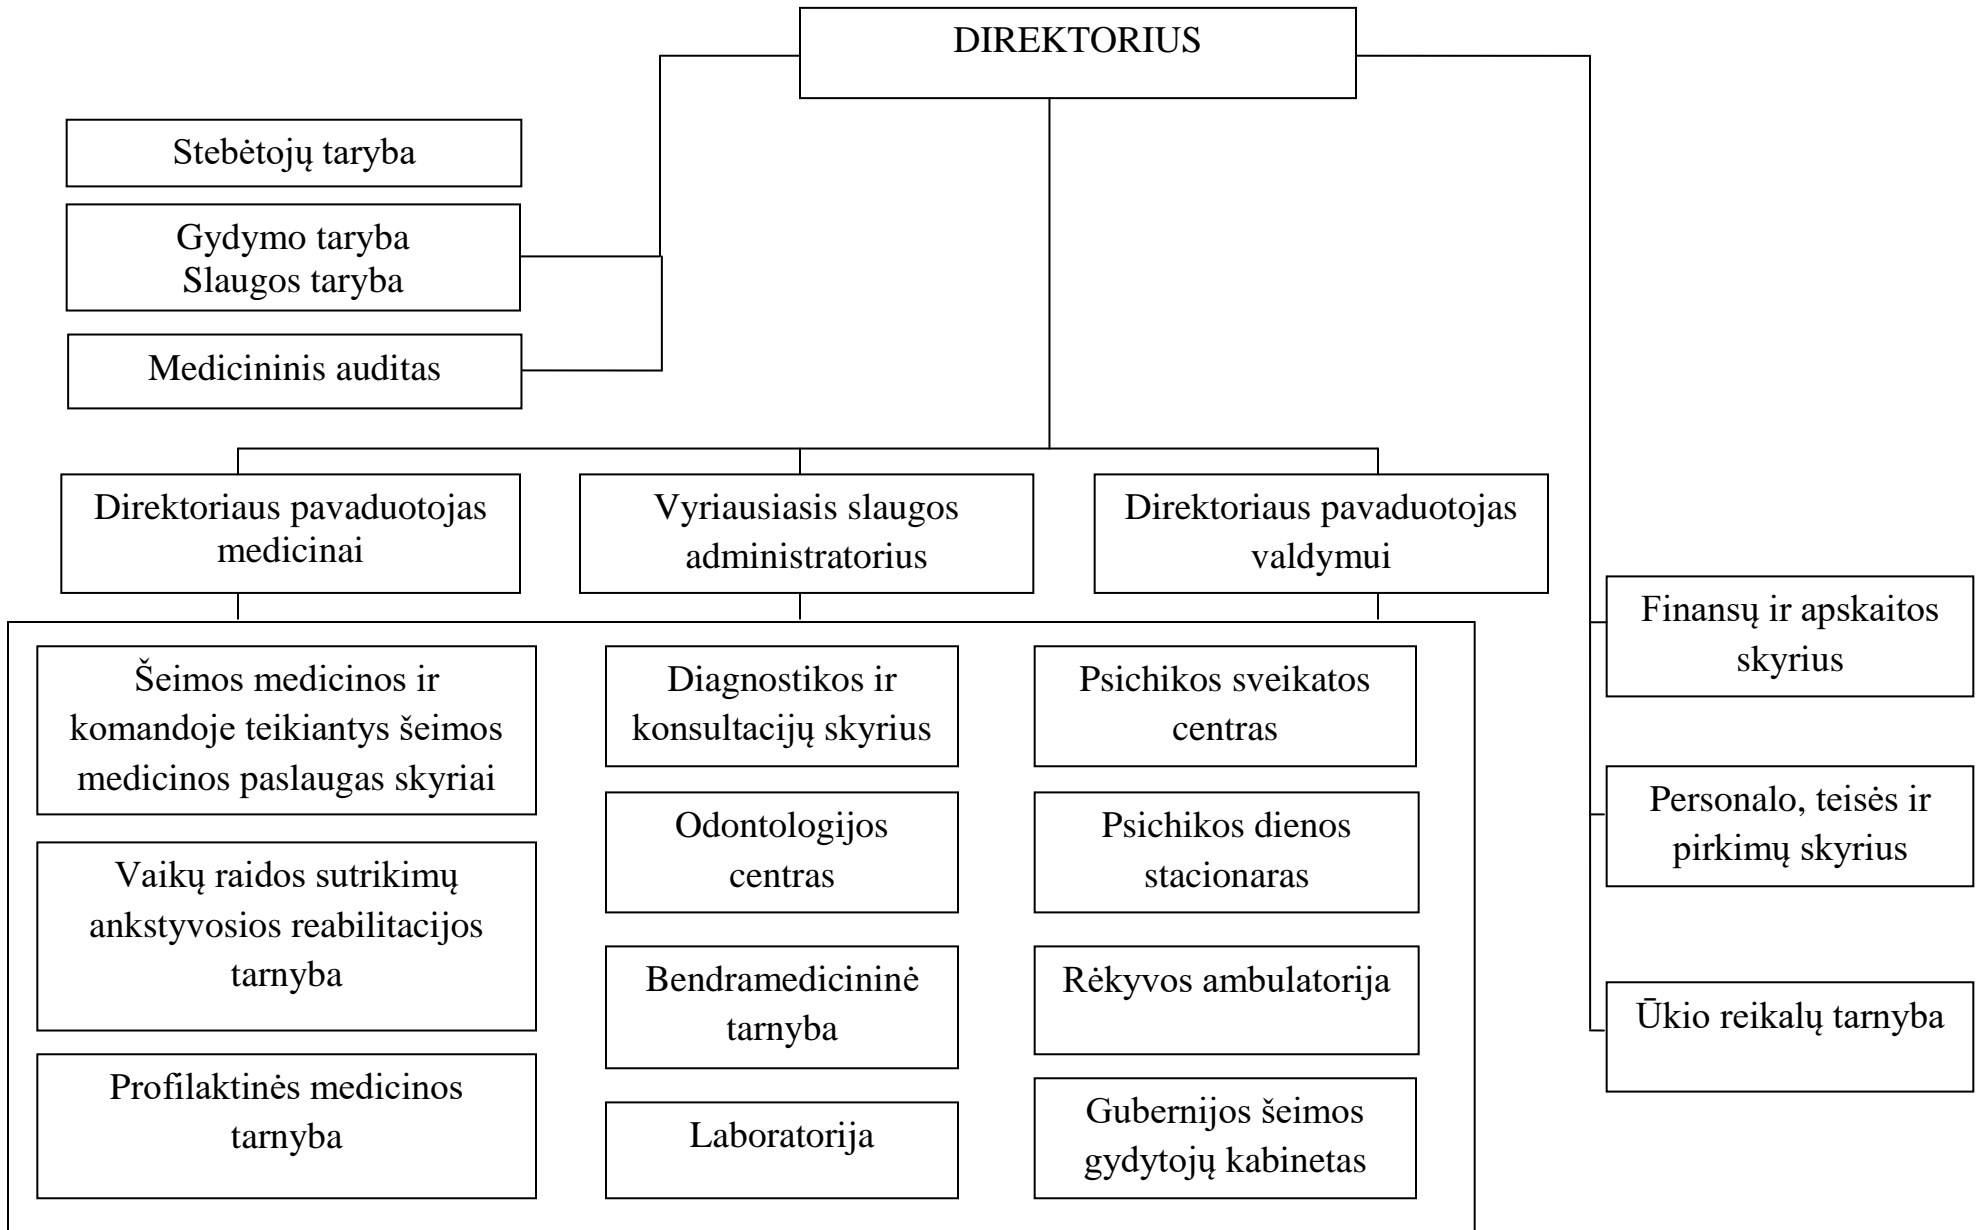 DIREKTORIUS
Stebėtojų taryba
Gydymo taryba
Slaugos taryba
Medicininis auditas
Direktoriaus pavaduotojas
medicinai
Vyriausiasis slaugos
administratorius
Direktoriaus pavaduotojas
valdymui
Šeimos medicinos ir
komandoje teikiantys šeimos
medicinos paslaugas skyriai
Vaikų raidos sutrikimų
ankstyvosios reabilitacijos
tarnyba
Profilaktinės medicinos
tarnyba
Diagnostikos ir
konsultacijų skyrius
Odontologijos
centras
Bendramedicininė
tarnyba
Laboratorija
Psichikos sveikatos
centras
Psichikos dienos
stacionaras
Rėkyvos ambulatorija
Gubernijos šeimos
gydytojų kabinetas
Finansų ir apskaitos
skyrius
Personalo, teisės ir
pirkimų skyrius
Ūkio reikalų tarnyba